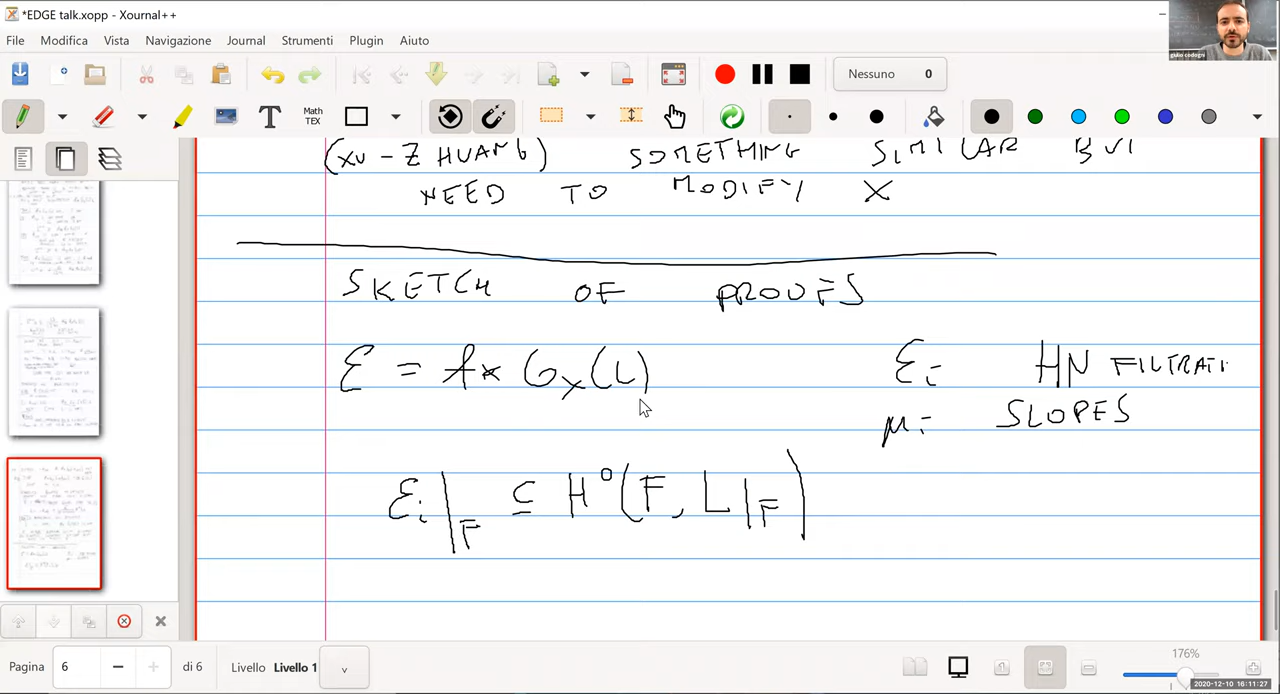 *EDGE talk.xopp - Xournal++
File Modifica Vista Navigazione Journal Strumenti Plugin Aiuto
giulio codogni
Nessuno 0
T Math TEX
(XU - Z HUANG) SOMETHING SIMILAR BUT
NEED TO MODIFY X
SKETCH OF PROOFS
ℰ = f* O_X(L) ℰ_i HN FILTRATI
μ_i SLOPES
ℰ_i|_F ⊆ H⁰(F, L|_F)
Pagina 6 di 6 Livello Livello 1 176%
2020-12-10 16:11:27